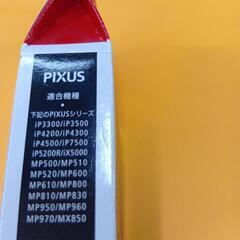 PIXUS
適合機種
下記のPIXUSシリーズ
iP3300/iP3500
iP4200/iP4300
iP4500/iP7500
iP5200R/iX5000
MP500/MP510
MP520/MP600
MP610/MP800
MP810/MP830
MP950/MP960
MP970/MX850